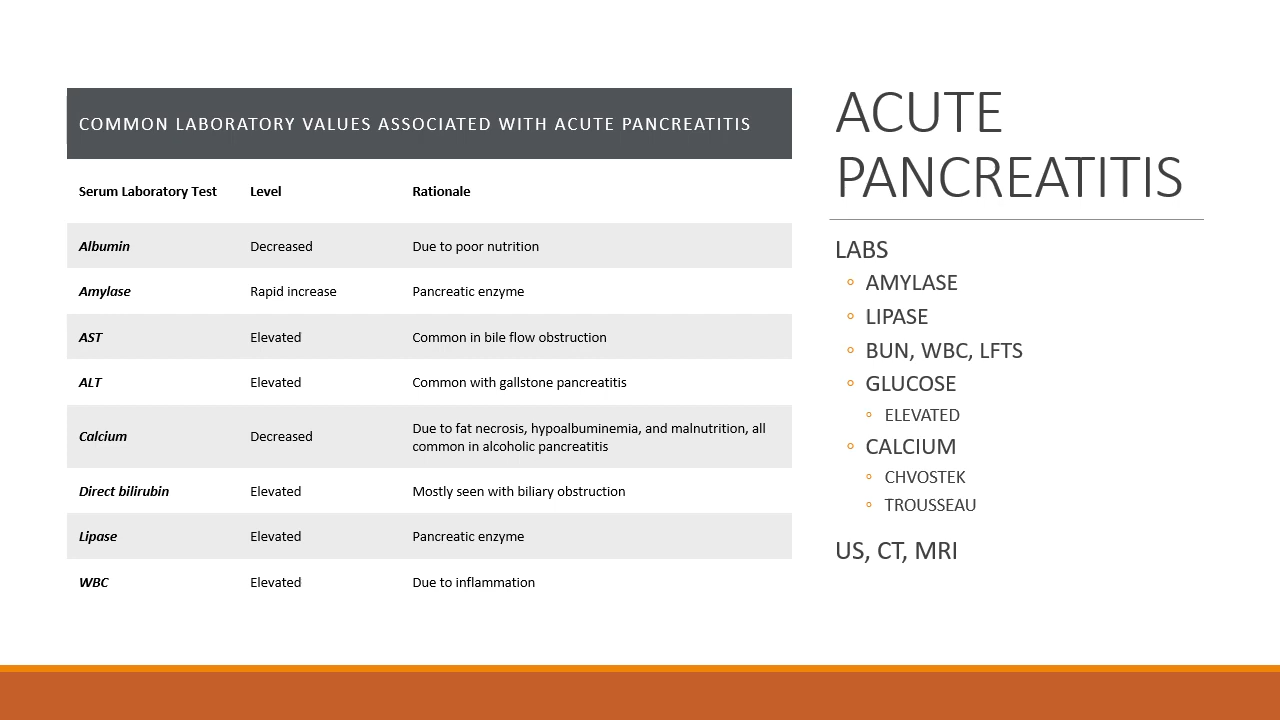 COMMON LABORATORY VALUES ASSOCIATED WITH ACUTE PANCREATITIS
Serum Laboratory Test Level Rationale
Albumin Decreased Due to poor nutrition
Amylase Rapid increase Pancreatic enzyme
AST Elevated Common in bile flow obstruction
ALT Elevated Common with gallstone pancreatitis
Calcium Decreased Due to fat necrosis, hypoalbuminemia, and malnutrition, all
common in alcoholic pancreatitis
Direct bilirubin Elevated Mostly seen with biliary obstruction
Lipase Elevated Pancreatic enzyme
WBC Elevated Due to inflammation
ACUTE
PANCREATITIS
LABS
◦ AMYLASE
◦ LIPASE
◦ BUN, WBC, LFTS
◦ GLUCOSE
◦ ELEVATED
◦ CALCIUM
◦ CHVOSTEK
◦ TROUSSEAU
US, CT, MRI